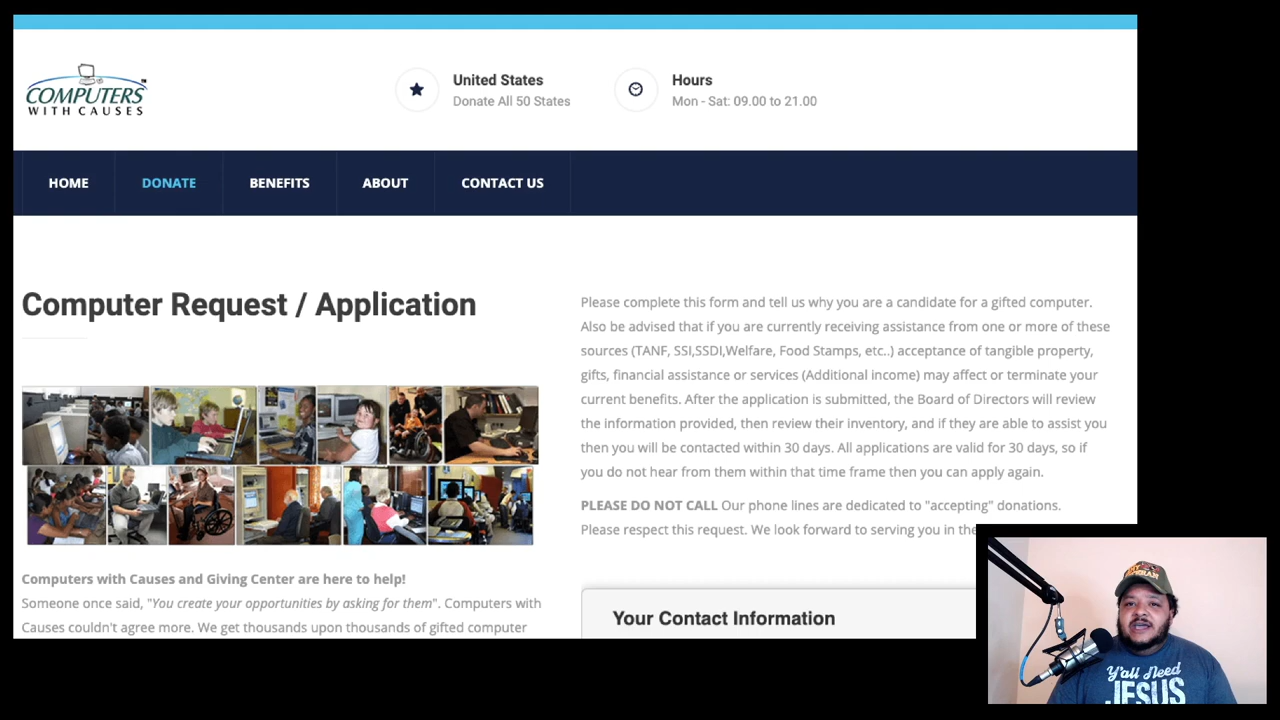 COMPUTERS
WITH CAUSES
United States
Donate All 50 States
Hours
Mon - Sat: 09.00 to 21.00
HOME
DONATE
BENEFITS
ABOUT
CONTACT US
Computer Request / Application
Computers with Causes and Giving Center are here to help!
Someone once said, "You create your opportunities by asking for them". Computers with
Causes couldn't agree more. We get thousands upon thousands of gifted computer
Please complete this form and tell us why you are a candidate for a gifted computer.
Also be advised that if you are currently receiving assistance from one or more of these
sources (TANF, SSI,SSDI,Welfare, Food Stamps, etc..) acceptance of tangible property,
gifts, financial assistance or services (Additional income) may affect or terminate your
current benefits. After the application is submitted, the Board of Directors will review
the information provided, then review their inventory, and if they are able to assist you
then you will be contacted within 30 days. All applications are valid for 30 days, so if
you do not hear from them within that time frame then you can apply again.
PLEASE DO NOT CALL Our phone lines are dedicated to "accepting" donations.
Please respect this request. We look forward to serving you in the
Your Contact Information
Y'all Need
JESUS